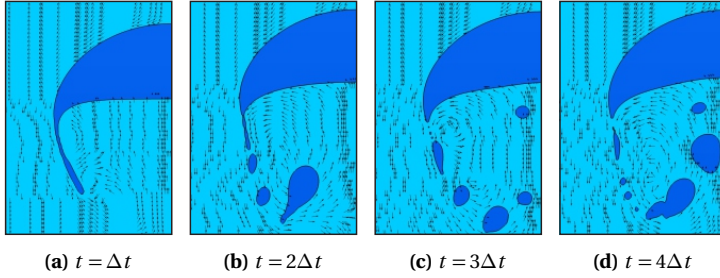 (a) t = Δt
(b) t = 2Δt
(c) t = 3Δt
(d) t = 4Δt